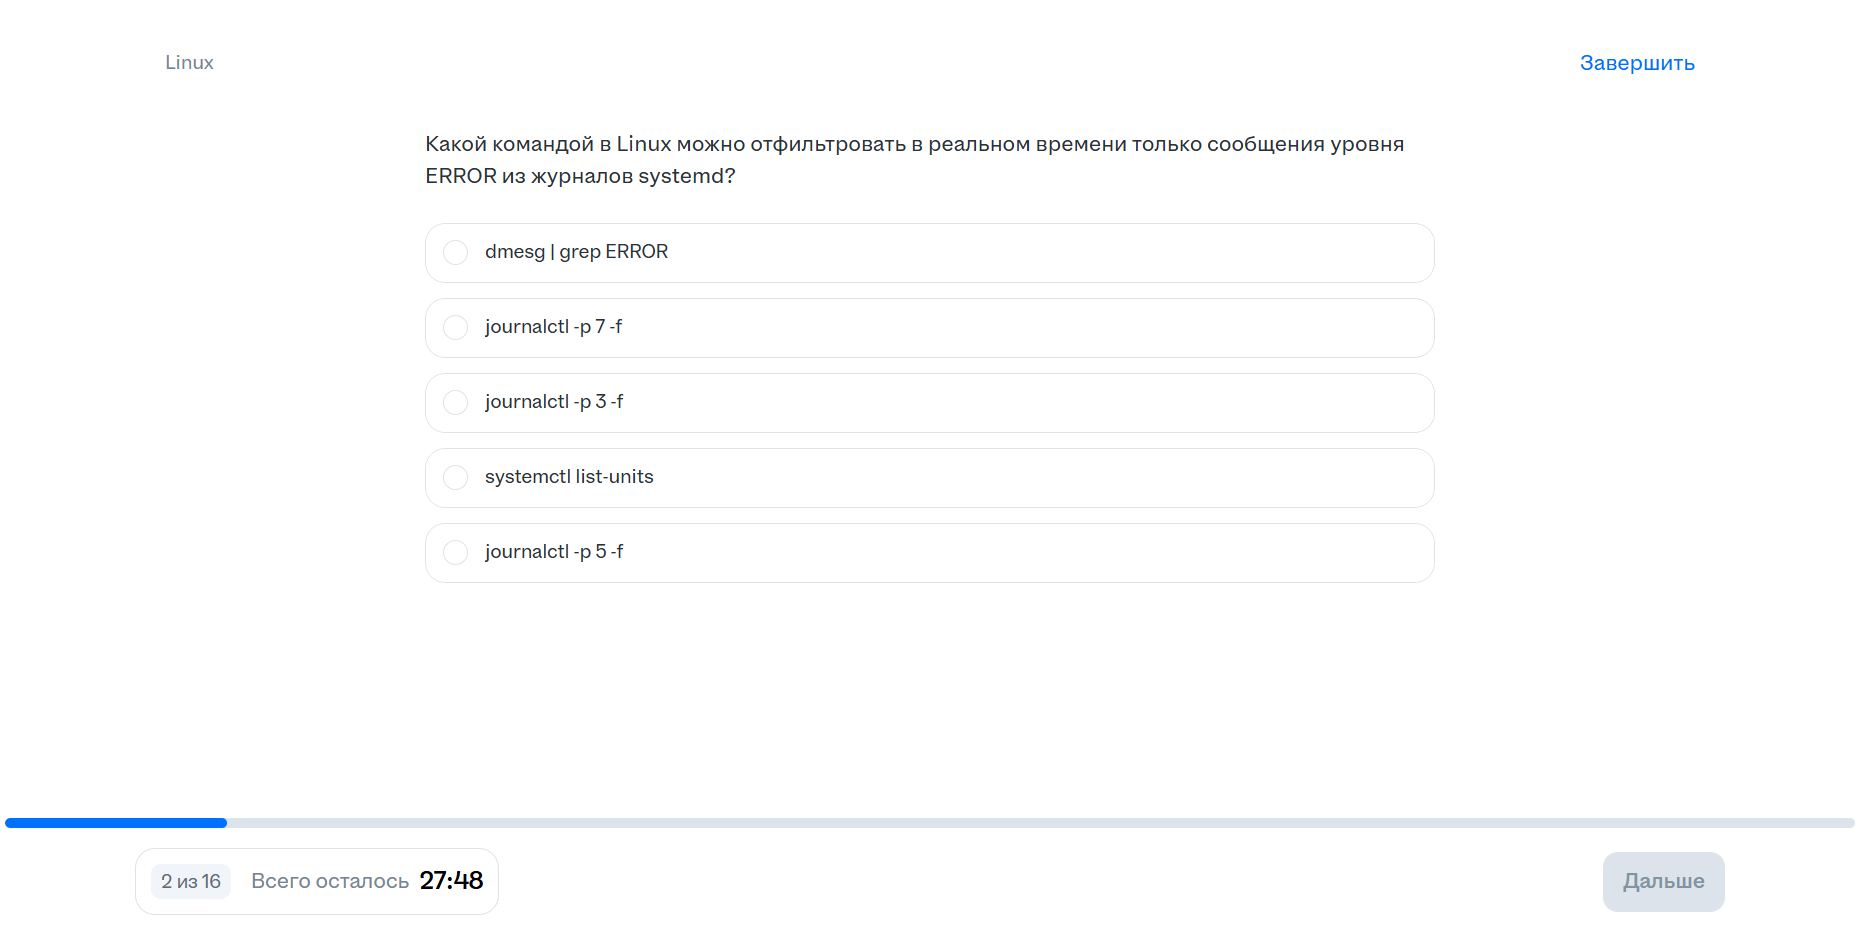 Linux
Завершить
Какой командой в Linux можно отфильтровать в реальном времени только сообщения уровня
ERROR из журналов systemd?
dmesg | grep ERROR
journalctl -p 7 -f
journalctl -p 3 -f
systemctl list-units
journalctl -p 5 -f
2 из 16 Всего осталось 27:48
Дальше